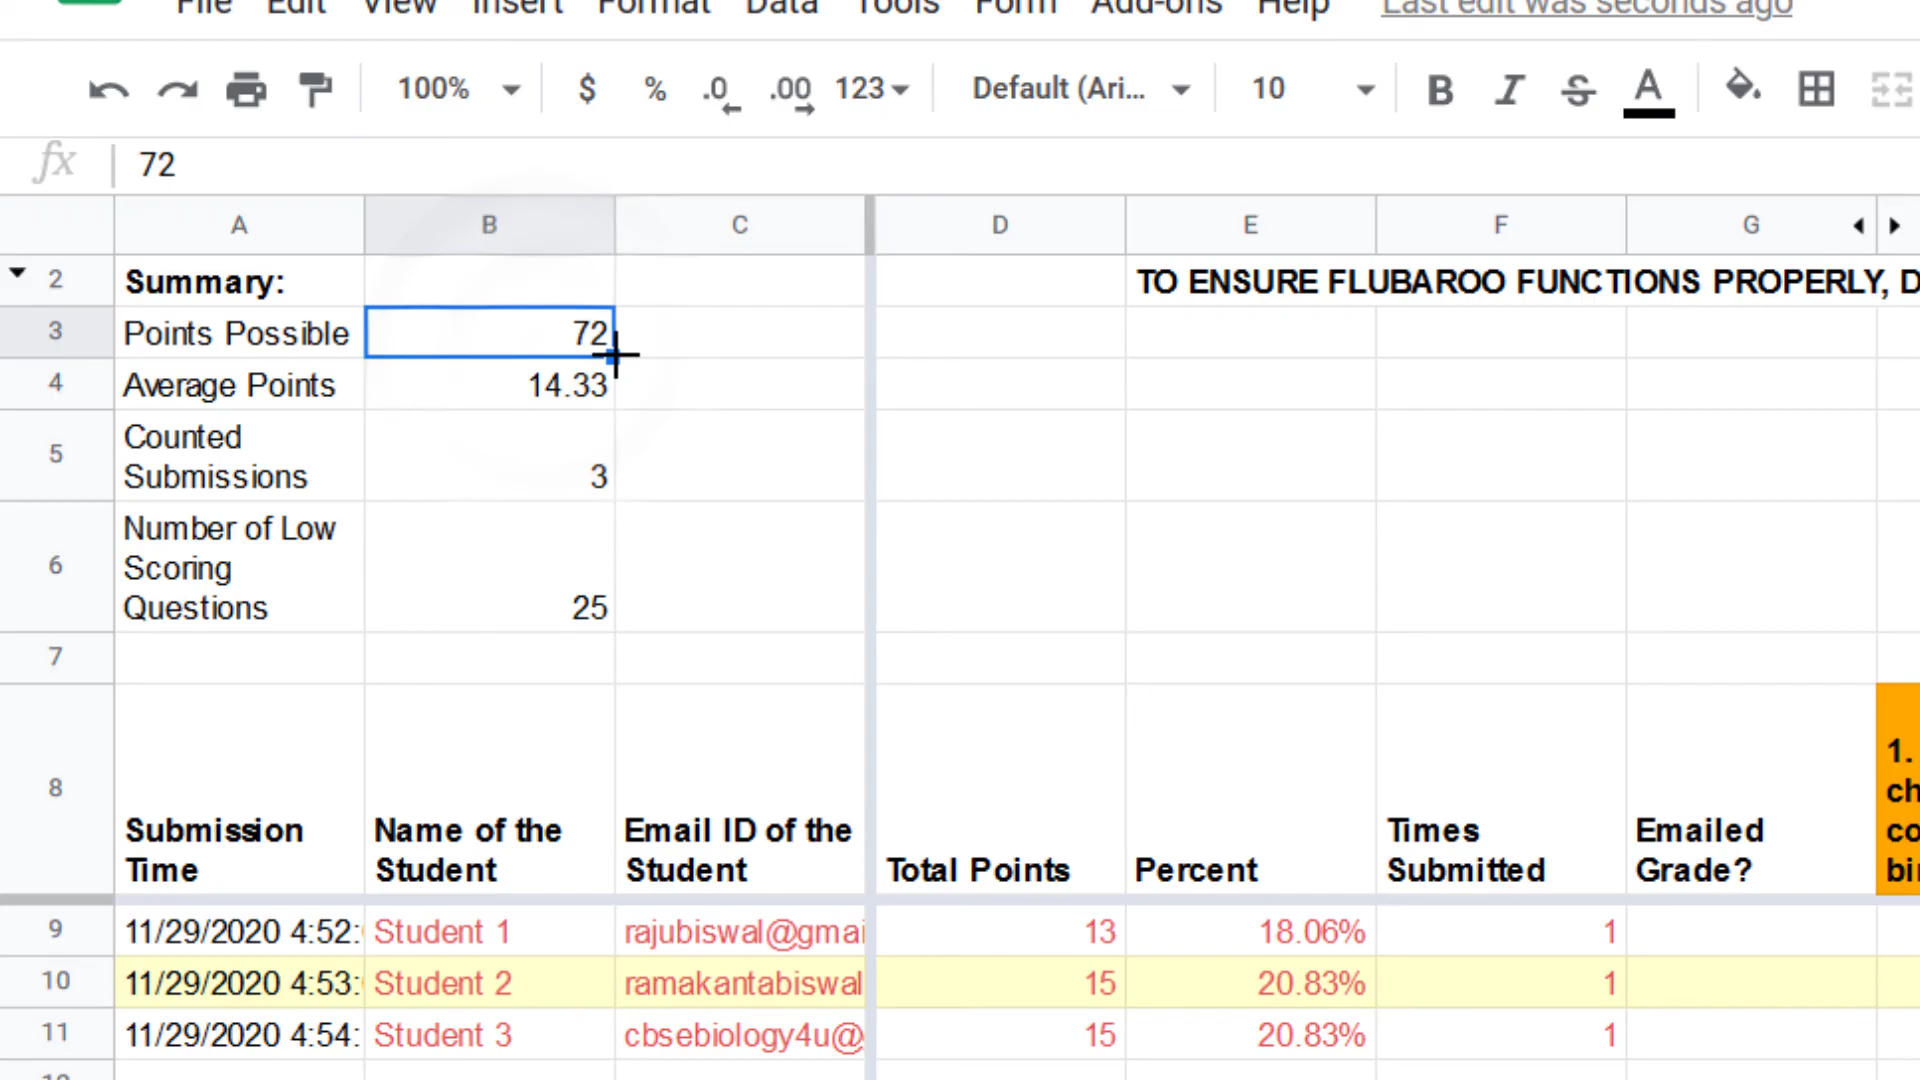 File Edit View Insert Format Data Tools Form Add-ons Help Last edit was seconds ago
100% $ % .0 .00 123 Default (Ari... 10 B I S A
fx 72
A B C D E F G
2 Summary: TO ENSURE FLUBAROO FUNCTIONS PROPERLY, D
3 Points Possible 72
4 Average Points 14.33
Counted
5 Submissions 3
Number of Low
6 Scoring
Questions 25
7
8
Submission Name of the Email ID of the Times Emailed
Time Student Student Total Points Percent Submitted Grade?
1.
ch
co
bi
9 11/29/2020 4:52: Student 1 rajubiswal@gmai 13 18.06% 1
10 11/29/2020 4:53: Student 2 ramakantabiswal 15 20.83% 1
11 11/29/2020 4:54: Student 3 cbsebiology4u@ 15 20.83% 1